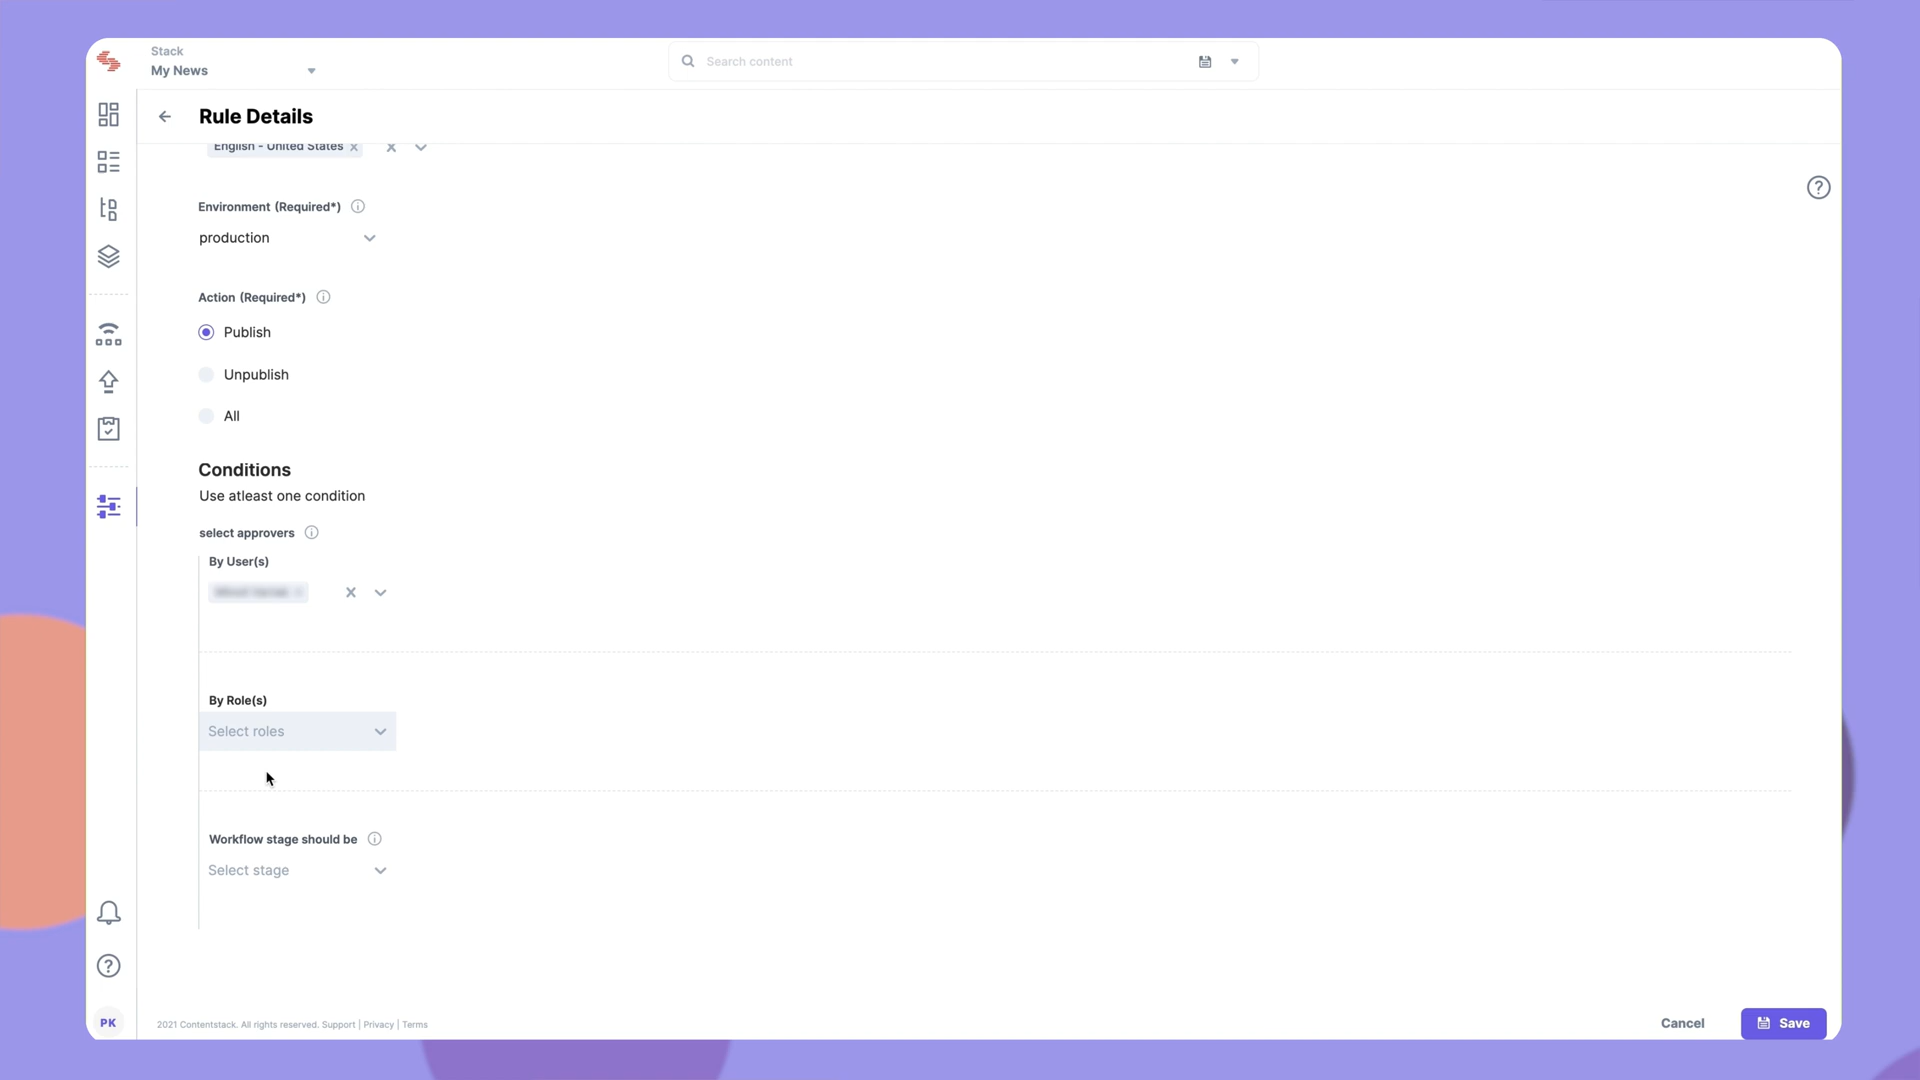 Stack
My News
Search content
Rule Details
English - United States
Environment (Required*)
production
Action (Required*)
Publish
Unpublish
All
Conditions
Use atleast one condition
select approvers
By User(s)
By Role(s)
Select roles
Workflow stage should be
Select stage
PK
2021 Contentstack. All rights reserved. Support | Privacy | Terms
Cancel
Save